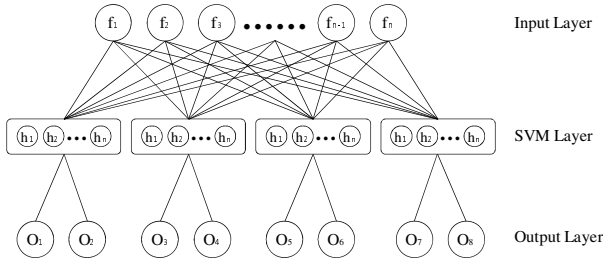 f₁ f₂ f₃ •••••• fₙ₋₁ fₙ Input Layer
h₁ h₂ ••• hₙ h₁ h₂ ••• hₙ h₁ h₂ ••• hₙ h₁ h₂ ••• hₙ SVM Layer
O₁ O₂ O₃ O₄ O₅ O₆ O₇ O₈ Output Layer